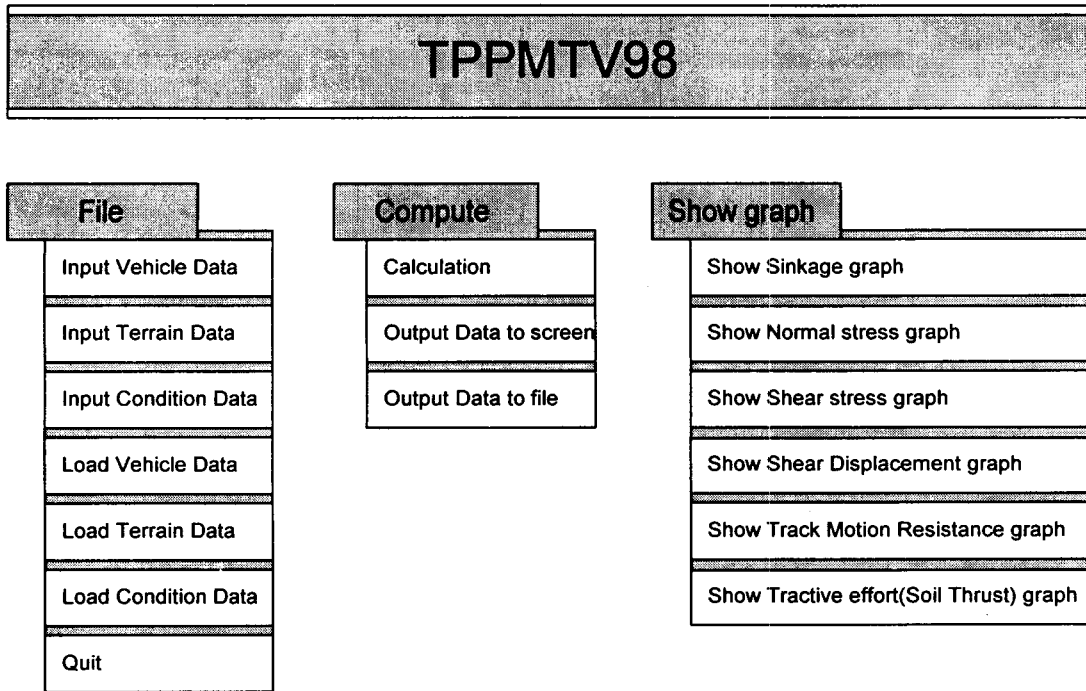 TPPMTV98
File
Input Vehicle Data
Input Terrain Data
Input Condition Data
Load Vehicle Data
Load Terrain Data
Load Condition Data
Quit
Compute
Calculation
Output Data to screen
Output Data to file
Show graph
Show Sinkage graph
Show Normal stress graph
Show Shear stress graph
Show Shear Displacement graph
Show Track Motion Resistance graph
Show Tractive effort(Soil Thrust) graph